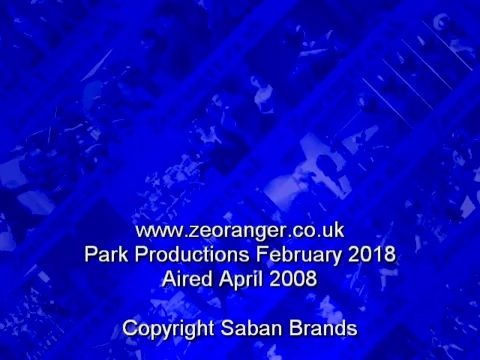 www.zeoranger.co.uk
Park Productions February 2018
Aired April 2008
Copyright Saban Brands